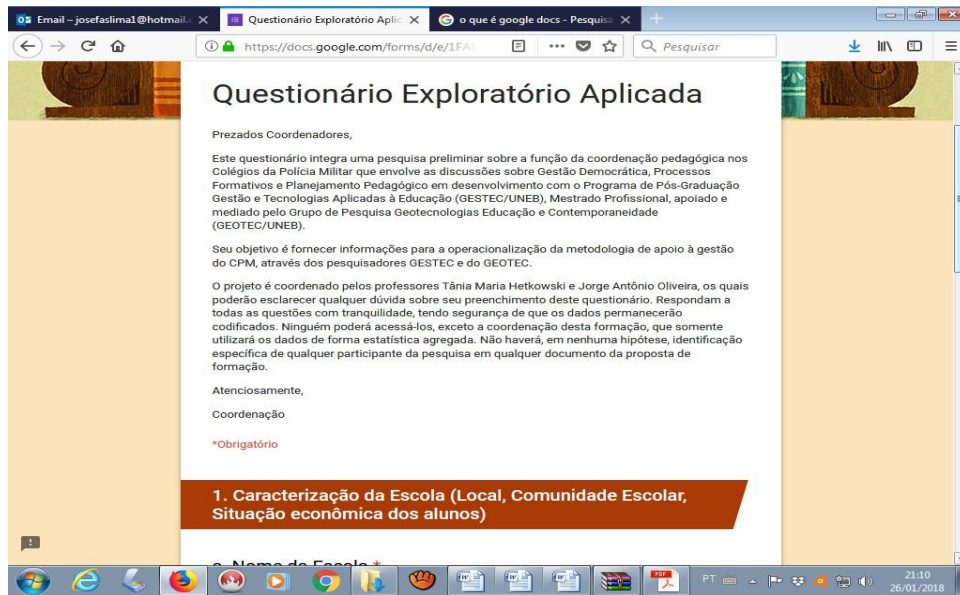 Email – josefaslima1@hotmail.c
Questionário Exploratório Aplic
o que é google docs - Pesquisa
https://docs.google.com/forms/d/e/1FAI
Pesquisar
Questionário Exploratório Aplicada
Prezados Coordenadores,
Este questionário integra uma pesquisa preliminar sobre a função da coordenação pedagógica nos
Colégios da Polícia Militar que envolve as discussões sobre Gestão Democrática, Processos
Formativos e Planejamento Pedagógico em desenvolvimento com o Programa de Pós-Graduação
Gestão e Tecnologias Aplicadas à Educação (GESTEC/UNEB), Mestrado Profissional, apoiado e
mediado pelo Grupo de Pesquisa Geotecnologias Educação e Contemporaneidade
(GEOTEC/UNEB).
Seu objetivo é fornecer informações para a operacionalização da metodologia de apoio à gestão
do CPM, através dos pesquisadores GESTEC e do GEOTEC.
O projeto é coordenado pelos professores Tânia Maria Hetkowski e Jorge Antônio Oliveira, os quais
poderão esclarecer qualquer dúvida sobre seu preenchimento deste questionário. Respondam a
todas as questões com tranquilidade, tendo segurança de que os dados permanecerão
codificados. Ninguém poderá acessá-los, exceto a coordenação desta formação, que somente
utilizará os dados de forma estatística agregada. Não haverá, em nenhuma hipótese, identificação
específica de qualquer participante da pesquisa em qualquer documento da proposta de
formação.
Atenciosamente,
Coordenação
*Obrigatório
1. Caracterização da Escola (Local, Comunidade Escolar,
Situação econômica dos alunos)
a. Nome da Escola *
PT
21:10
26/01/2018